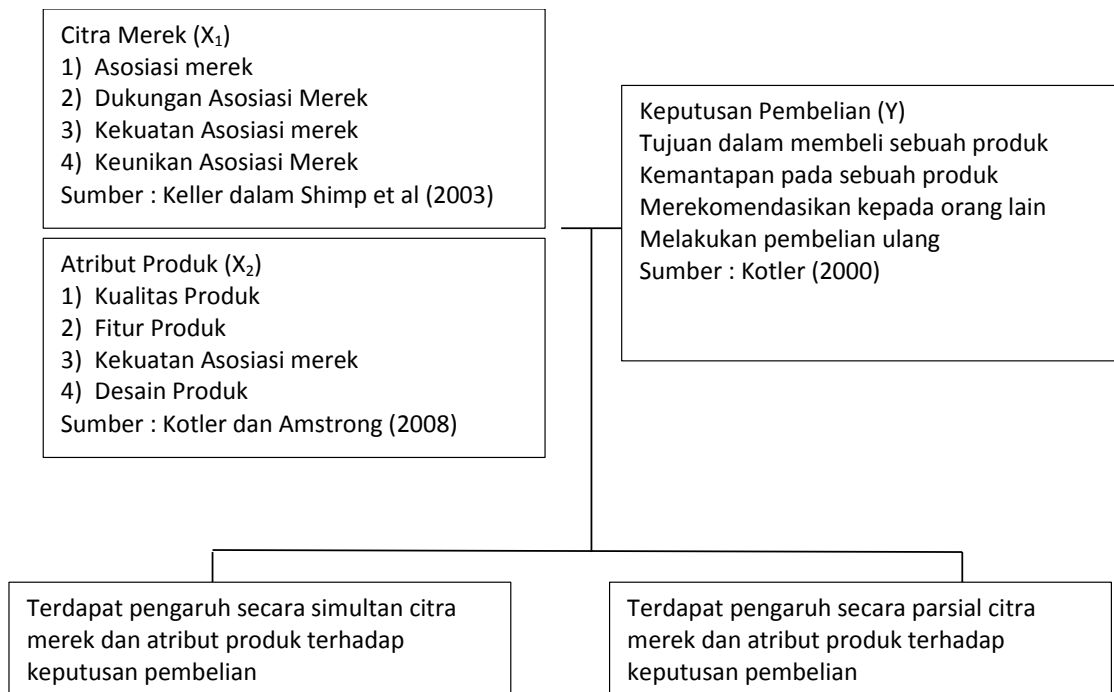 Citra Merek (X₁)
1) Asosiasi merek
2) Dukungan Asosiasi Merek
3) Kekuatan Asosiasi merek
4) Keunikan Asosiasi Merek
Sumber : Keller dalam Shimp et al (2003)
Atribut Produk (X₂)
1) Kualitas Produk
2) Fitur Produk
3) Kekuatan Asosiasi merek
4) Desain Produk
Sumber : Kotler dan Amstrong (2008)
Keputusan Pembelian (Y)
Tujuan dalam membeli sebuah produk
Kemantapan pada sebuah produk
Merekomendasikan kepada orang lain
Melakukan pembelian ulang
Sumber : Kotler (2000)
Terdapat pengaruh secara simultan citra
merek dan atribut produk terhadap
keputusan pembelian
Terdapat pengaruh secara parsial citra
merek dan atribut produk terhadap
keputusan pembelian